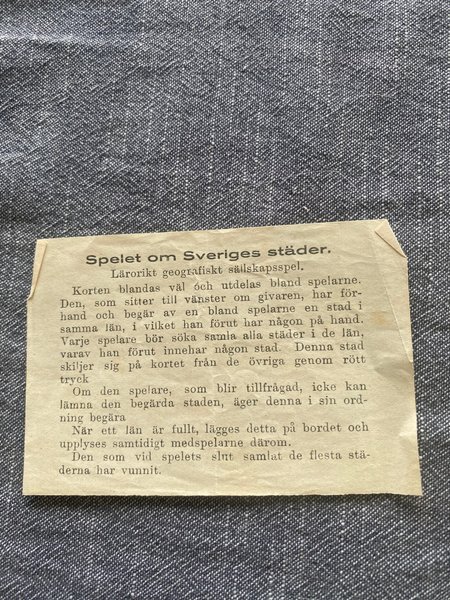 Spelet om Sveriges städer.
Lärorikt geografiskt sällskapsspel.
Korten blandas väl och utdelas bland spelarne.
Den, som sitter till vänster om givaren, har för-
hand och begär av en bland spelarne en stad i
samma län, i vilket han förut har någon på hand.
Varje spelare bör söka samla alla städer i de län,
varav han förut innehar någon stad. Denna stad
skiljer sig på kortet från de övriga genom rött
tryck
Om den spelare, som blir tillfrågad, icke kan
lämna den begärda staden, äger denna i sin ord-
ning begära
När ett län är fullt, lägges detta på bordet och
upplyses samtidigt medspelarne därom.
Den som vid spelets slut samlat de flesta stä-
derna har vunnit.